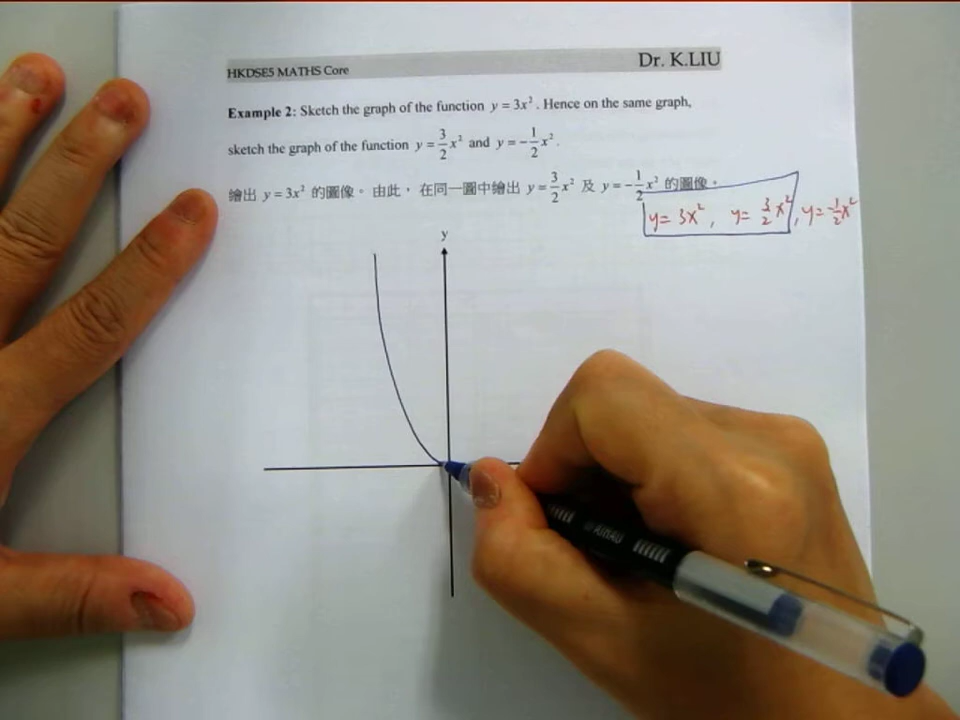 HKDSE5 MATHS Core Dr. K.LIU
Example 2: Sketch the graph of the function y = 3x². Hence on the same graph,
sketch the graph of the function y = 3/2 x² and y = -1/2 x².
繪出 y = 3x² 的圖像。由此，在同一圖中繪出 y = 3/2 x² 及 y = -1/2 x² 的圖像。
y = 3x² , y = 3/2 x² , y = -1/2 x²
y